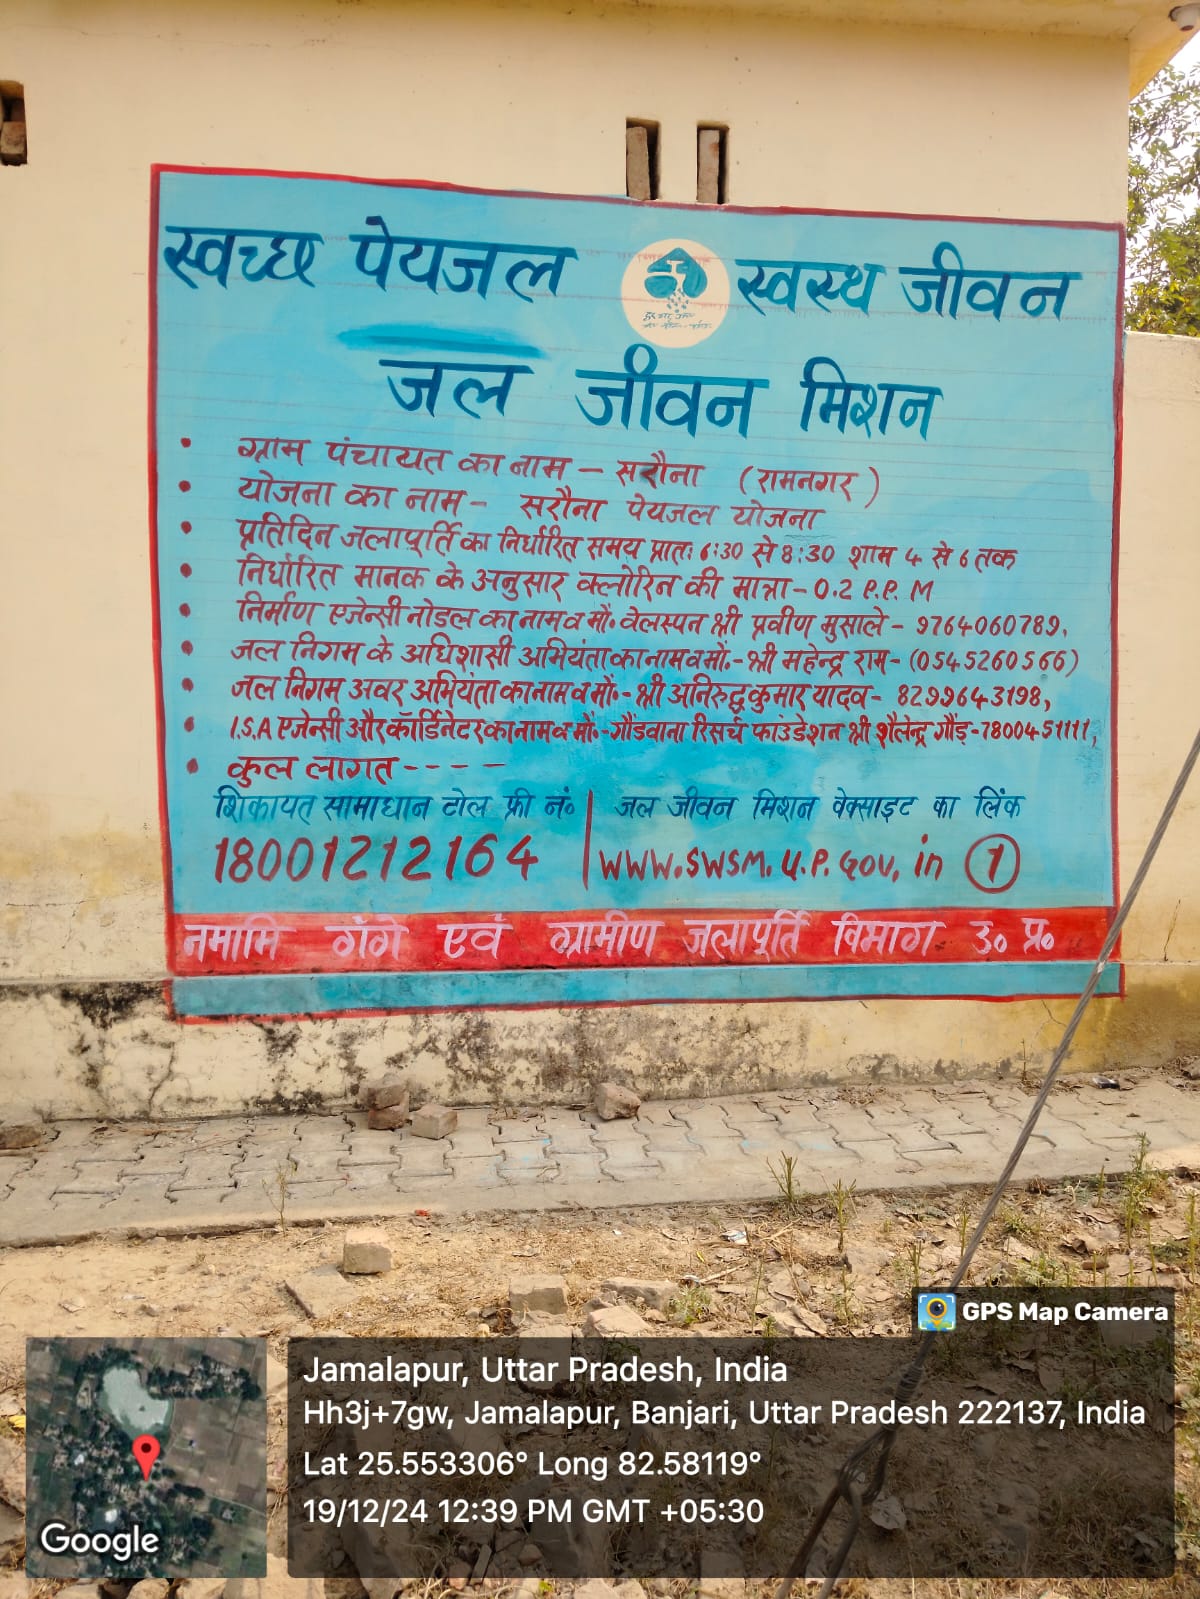 स्वच्छ पेयजल स्वस्थ जीवन
जल जीवन मिशन
• ग्राम पंचायत का नाम - सरौना (रामनगर)
• योजना का नाम - सरौना पेयजल योजना
• प्रतिदिन जलापूर्ति का निर्धारित समय प्रातः 6:30 से 8:30 शाम 4 से 6 तक
• निर्धारित मानक के अनुसार क्लोरिन की मात्रा - 0.2 P.P.M
• निर्माण एजेन्सी नोडल का नाम व मों. वेलस्पन श्री प्रवीण मुसाले - 9764060789,
• जल निगम के अधिशासी अभियंता का नाम व मों.- श्री महेन्द्र राम - (0545260566)
• जल निगम अवर अभियंता का नाम व मों.- श्री अनिरुद्ध कुमार यादव - 8299643198,
• I.S.A एजेन्सी और कॉर्डिनेटर का नाम व मों.- गोंडवाना रिसर्च फाउंडेशन श्री शैलेन्द्र गौंड़ - 7800451111,
• कुल लागत - - - -
शिकायत सामाधान टोल फ्री नं० | जल जीवन मिशन वेक्साइट का लिंक
18001212164 | WWW.SWSM.U.P.GOV, in 1
नमामि गंगे एवं ग्रामीण जलापूर्ति विभाग उ० प्र०
GPS Map Camera
Jamalapur, Uttar Pradesh, India
Hh3j+7gw, Jamalapur, Banjari, Uttar Pradesh 222137, India
Lat 25.553306° Long 82.58119°
19/12/24 12:39 PM GMT +05:30
Google